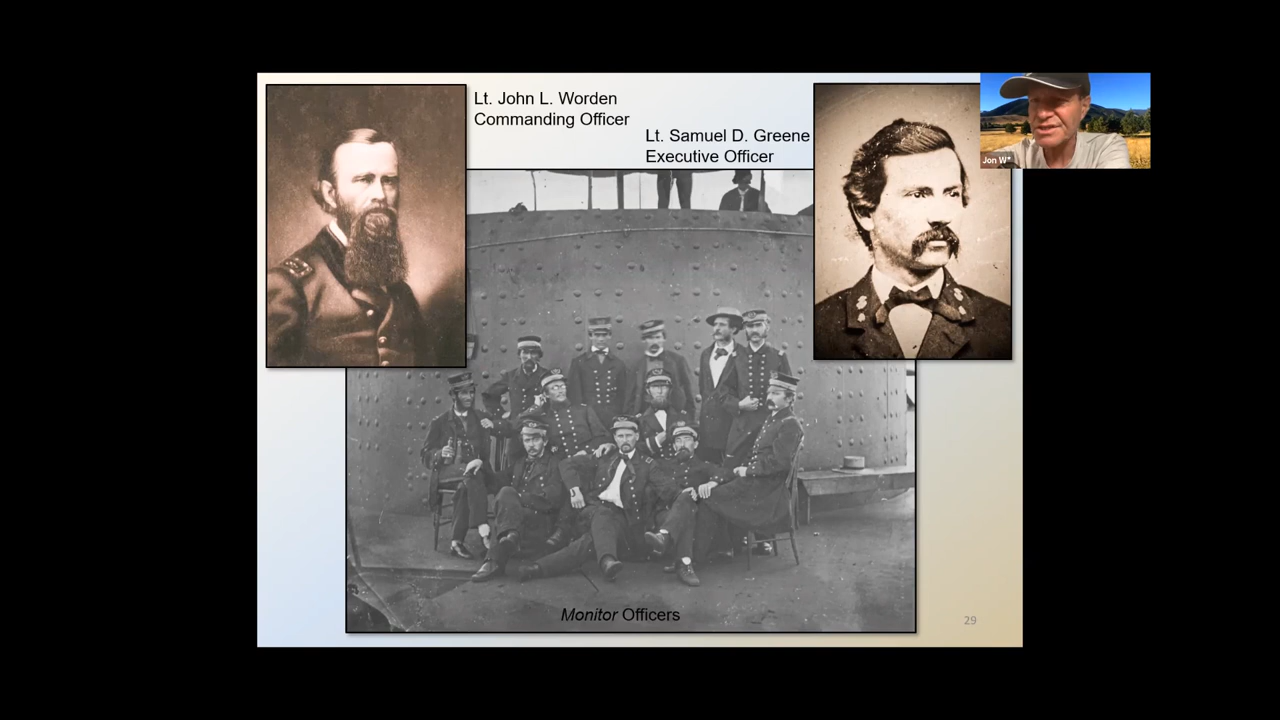 Lt. John L. Worden
Commanding Officer
Lt. Samuel D. Greene
Executive Officer
Jon W*
Monitor Officers
29